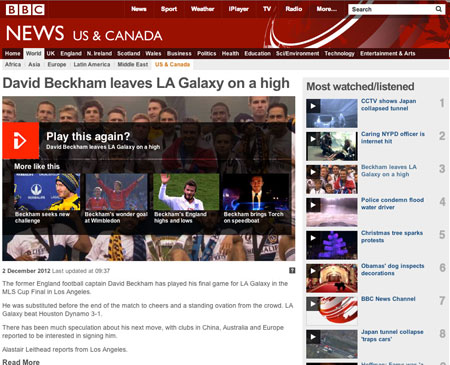 BBC
News
Sport
Weather
iPlayer
TV
Radio
More...
Search
NEWS US & CANADA
Home World UK England N. Ireland Scotland Wales Business Politics Health Education Sci/Environment Technology Entertainment & Arts
Africa Asia Europe Latin America Middle East US & Canada
David Beckham leaves LA Galaxy on a high
Play this again?
David Beckham leaves LA Galaxy on a high
More like this
Beckham seeks new
challenge
Beckham's wonder goal
at Wimbledon
Beckham's England
highs and lows
Beckham brings Torch
on speedboat
2 December 2012 Last updated at 09:37
?
The former England football captain David Beckham has played his final game for LA Galaxy in the
MLS Cup Final in Los Angeles.
He was substituted before the end of the match to cheers and a standing ovation from the crowd. LA
Galaxy beat Houston Dynamo 3-1.
There has been much speculation about his next move, with clubs in China, Australia and Europe
reported to be interested in signing him.
Alastair Leithead reports from Los Angeles.
Read More
Most watched/listened
CCTV shows Japan
collapsed tunnel
1
Caring NYPD officer is
internet hit
2
Beckham leaves LA
Galaxy on a high
3
Police condemn flood
water driver
4
Christmas tree sparks
protests
5
Obamas' dog inspects
decorations
6
BBC News Channel
7
Japan tunnel collapse
'traps cars'
8